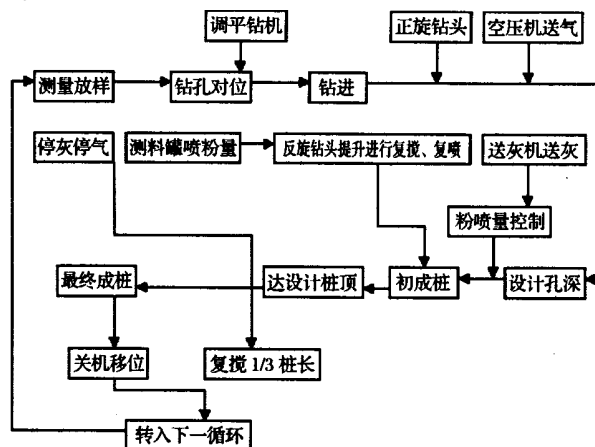 调平钻机
正旋钻头
空压机送气
测量放样
钻孔对位
钻进
停灰停气
测料罐喷粉量
反旋钻头提升进行复搅、复喷
送灰机送灰
粉喷量控制
最终成桩
达设计桩顶
初成桩
设计孔深
关机移位
复搅 1/3 桩长
转入下一循环